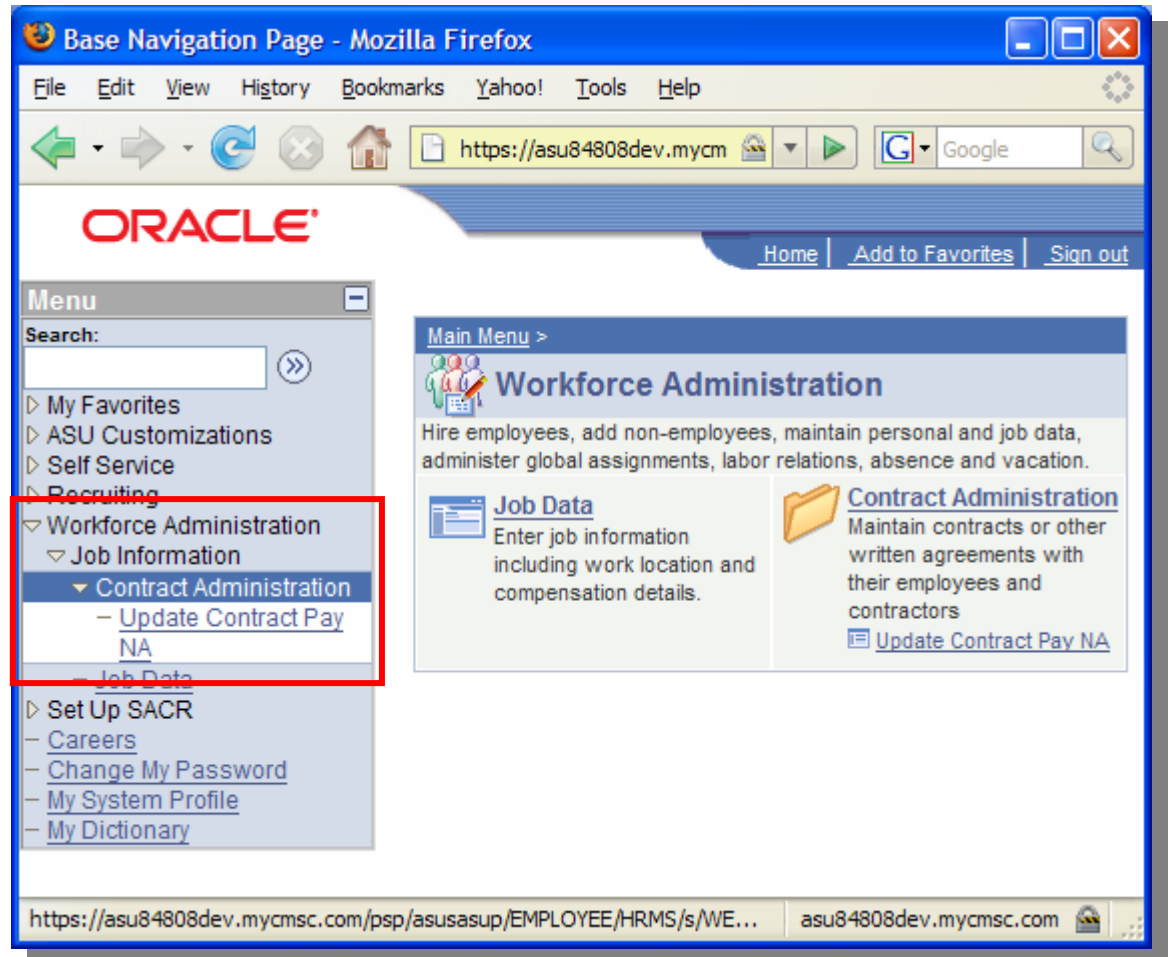 Base Navigation Page - Mozilla Firefox
File Edit View History Bookmarks Yahoo! Tools Help
https://asu84808dev.mycm
G Google
ORACLE
Home Add to Favorites Sign out
Menu
Search:
My Favorites
ASU Customizations
Self Service
Recruiting
Workforce Administration
Job Information
Contract Administration
Update Contract Pay
NA
Job Data
Set Up SACR
Careers
Change My Password
My System Profile
My Dictionary
Main Menu >
Workforce Administration
Hire employees, add non-employees, maintain personal and job data,
administer global assignments, labor relations, absence and vacation.
Job Data
Enter job information
including work location and
compensation details.
Contract Administration
Maintain contracts or other
written agreements with
their employees and
contractors
Update Contract Pay NA
https://asu84808dev.mycmsc.com/psp/asusasup/EMPLOYEE/HRMS/s/WE... asu84808dev.mycmsc.com